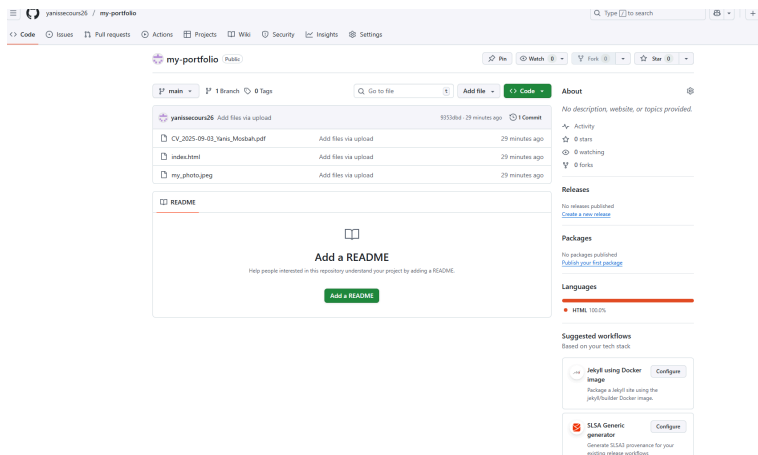 yanissecours26 / my-portfolio
Type / to search
Code Issues Pull requests Actions Projects Wiki Security Insights Settings
my-portfolio Public
Pin Watch 0 Fork 0 Star 0
main 1 Branch 0 Tags Go to file t Add file Code
yanissecours26 Add files via upload 9353dbd · 29 minutes ago 1 Commit
CV_2025-09-03_Yanis_Mosbah.pdf Add files via upload 29 minutes ago
index.html Add files via upload 29 minutes ago
my_photo.jpeg Add files via upload 29 minutes ago
README
Add a README
Help people interested in this repository understand your project by adding a README.
Add a README
About
No description, website, or topics provided.
Activity
0 stars
0 watching
0 forks
Releases
No releases published
Create a new release
Packages
No packages published
Publish your first package
Languages
HTML 100.0%
Suggested workflows
Based on your tech stack
Jekyll using Docker image
Configure
Package a Jekyll site using the
jekyll/builder Docker image.
SLSA Generic generator
Configure
Generate SLSA3 provenance for your
existing release workflows